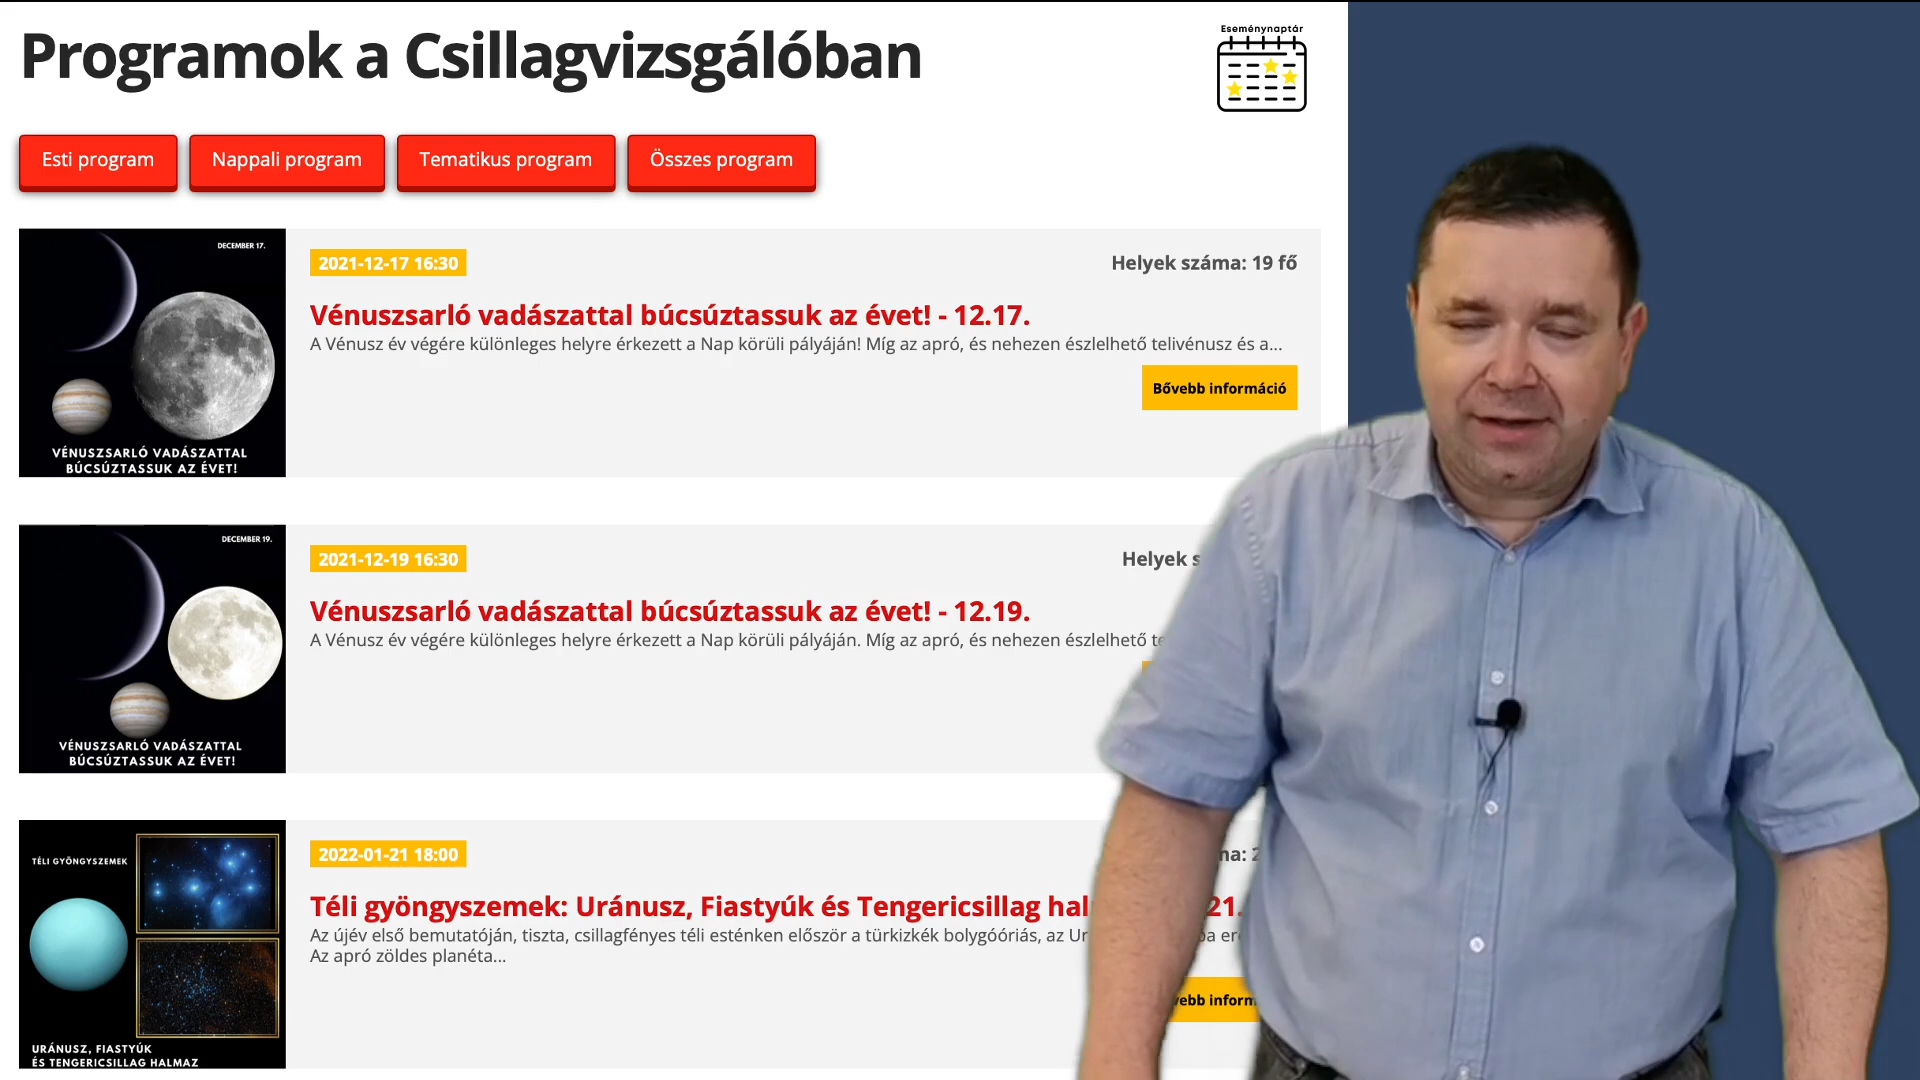 Programok a Csillagvizsgálóban
Eseménynaptár
Esti program
Nappali program
Tematikus program
Összes program
DECEMBER 17.
VÉNUSZSARLÓ VADÁSZATTAL
BÚCSÚZTASSUK AZ ÉVET!
2021-12-17 16:30
Helyek száma: 19 fő
Vénuszsarló vadászattal búcsúztassuk az évet! - 12.17.
A Vénusz év végére különleges helyre érkezett a Nap körüli pályáján! Míg az apró, és nehezen észlelhető telivénusz és a...
Bővebb információ
DECEMBER 19.
VÉNUSZSARLÓ VADÁSZATTAL
BÚCSÚZTASSUK AZ ÉVET!
2021-12-19 16:30
Helyek
Vénuszsarló vadászattal búcsúztassuk az évet! - 12.19.
A Vénusz év végére különleges helyre érkezett a Nap körüli pályáján. Míg az apró, és nehezen észlelhető
TÉLI GYÖNGYSZEMEK
URÁNUSZ, FIASTYÚK
ÉS TENGERICSILLAG HALMAZ
2022-01-21 18:00
Téli gyöngyszemek: Uránusz, Fiastyúk és Tengericsillag
Az újév első bemutatóján, tiszta, csillagfényes téli esténken először a türkizkék bolygóóriás, az
Az apró zöldes planéta...